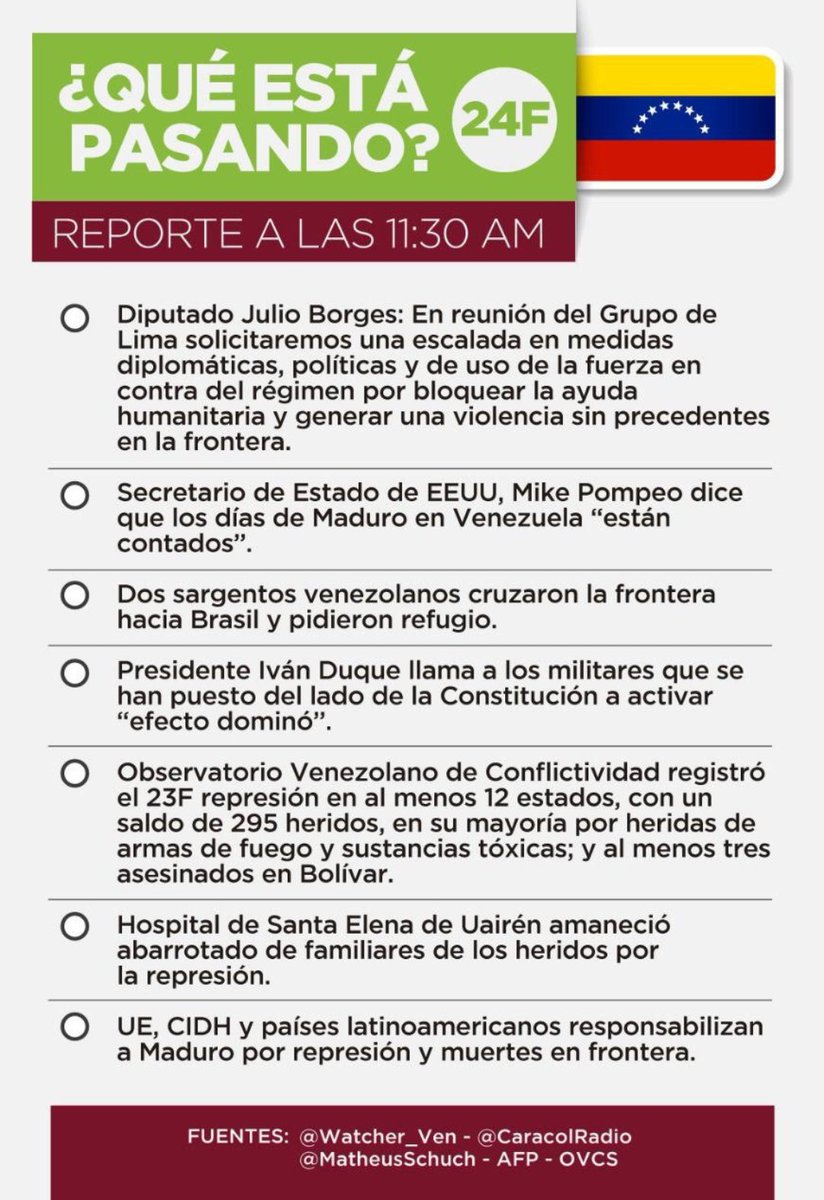 ¿QUÉ ESTÁ
PASANDO?
24F
REPORTE A LAS 11:30 AM
Diputado Julio Borges: En reunión del Grupo de
Lima solicitaremos una escalada en medidas
diplomáticas, políticas y de uso de la fuerza en
contra del régimen por bloquear la ayuda
humanitaria y generar una violencia sin precedentes
en la frontera.
Secretario de Estado de EEUU, Mike Pompeo dice
que los días de Maduro en Venezuela “están
contados”.
Dos sargentos venezolanos cruzaron la frontera
hacia Brasil y pidieron refugio.
Presidente Iván Duque llama a los militares que se
han puesto del lado de la Constitución a activar
“efecto dominó”.
Observatorio Venezolano de Conflictividad registró
el 23F represión en al menos 12 estados, con un
saldo de 295 heridos, en su mayoría por heridas de
armas de fuego y sustancias tóxicas; y al menos tres
asesinados en Bolívar.
Hospital de Santa Elena de Uairén amaneció
abarrotado de familiares de los heridos por
la represión.
UE, CIDH y países latinoamericanos responsabilizan
a Maduro por represión y muertes en frontera.
FUENTES: @Watcher_Ven - @CaracolRadio
@MatheusSchuch - AFP - OVCS